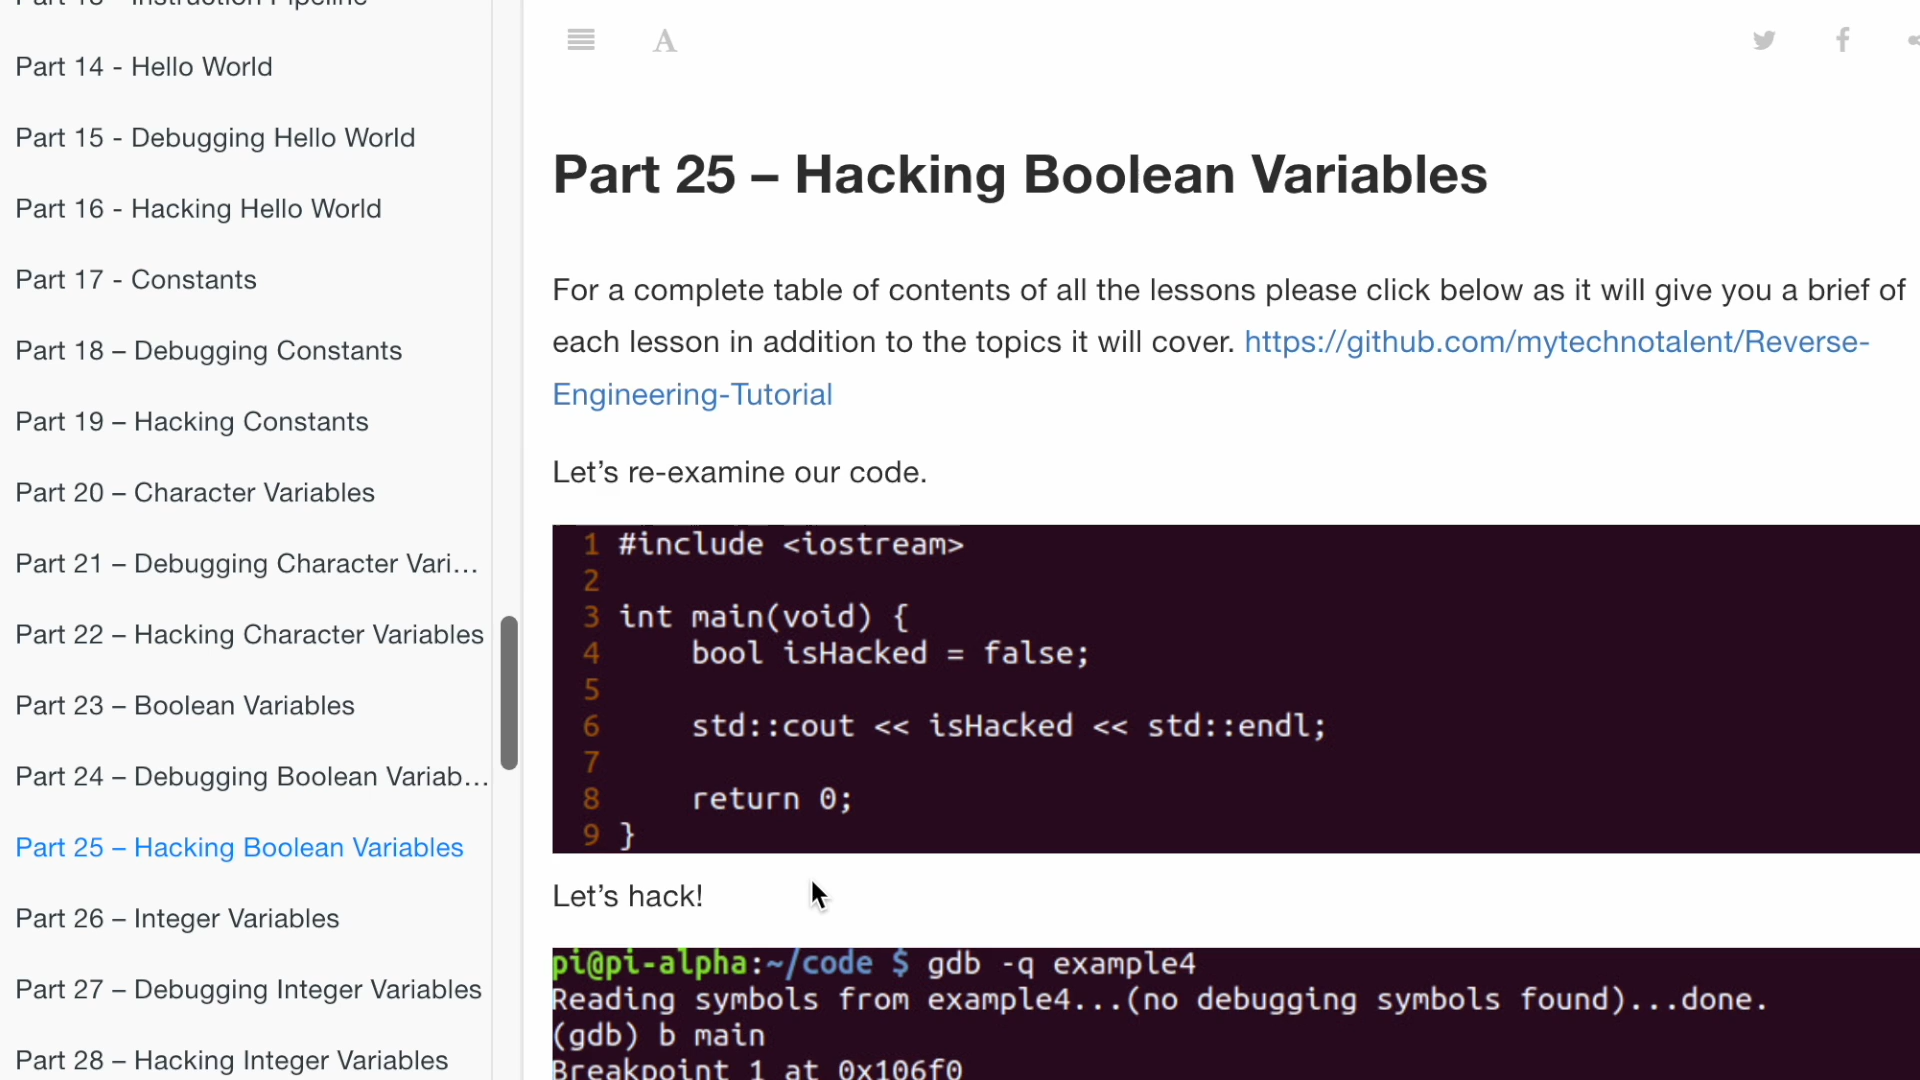 Part 13 - Instruction Pipeline
Part 14 - Hello World
Part 15 - Debugging Hello World
Part 16 - Hacking Hello World
Part 17 - Constants
Part 18 – Debugging Constants
Part 19 – Hacking Constants
Part 20 – Character Variables
Part 21 – Debugging Character Vari...
Part 22 – Hacking Character Variables
Part 23 – Boolean Variables
Part 24 – Debugging Boolean Variab...
Part 25 – Hacking Boolean Variables
Part 26 – Integer Variables
Part 27 – Debugging Integer Variables
Part 28 – Hacking Integer Variables
A
Part 25 – Hacking Boolean Variables
For a complete table of contents of all the lessons please click below as it will give you a brief of
each lesson in addition to the topics it will cover. https://github.com/mytechnotalent/Reverse-
Engineering-Tutorial
Let’s re-examine our code.
1 #include <iostream>
2
3 int main(void) {
4     bool isHacked = false;
5
6     std::cout << isHacked << std::endl;
7
8     return 0;
9 }
Let’s hack!
pi@pi-alpha:~/code $ gdb -q example4
Reading symbols from example4...(no debugging symbols found)...done.
(gdb) b main
Breakpoint 1 at 0x106f0